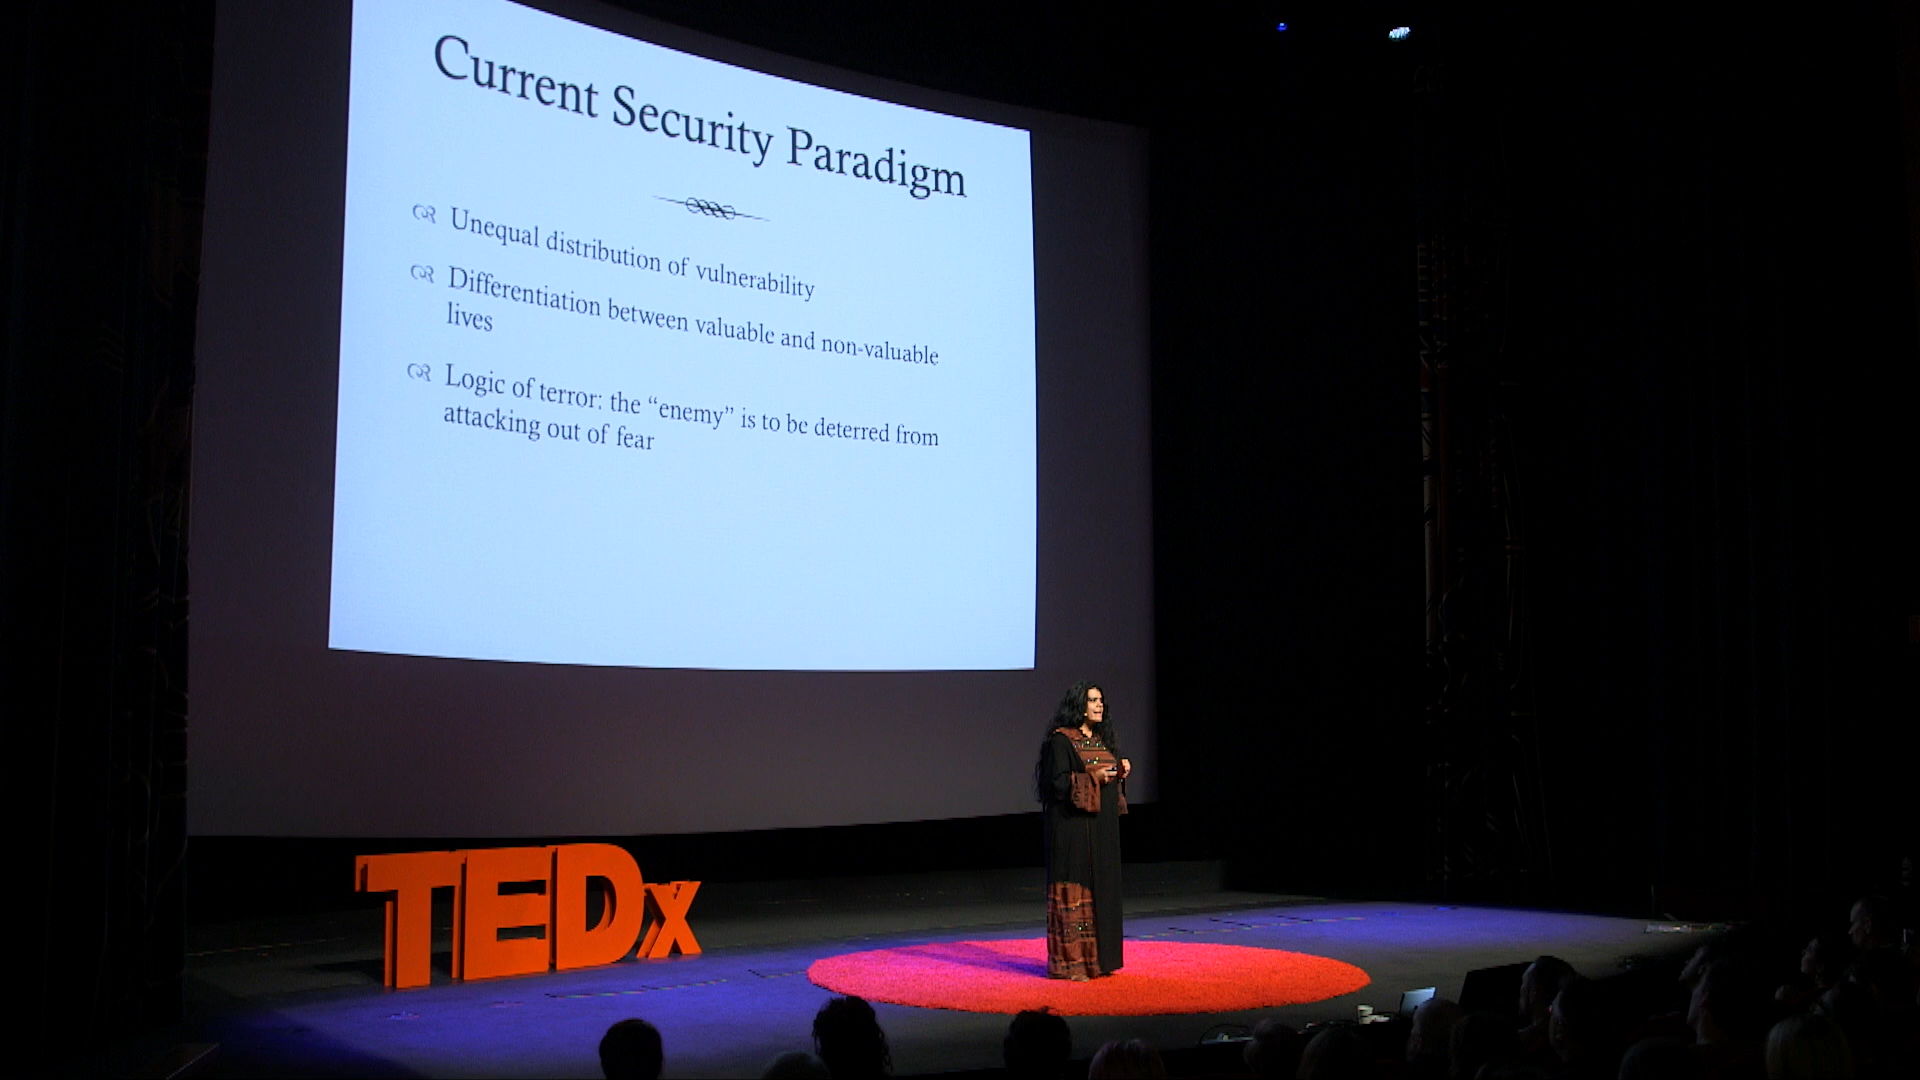 Current Security Paradigm
Unequal distribution of vulnerability
Differentiation between valuable and non-valuable
lives
Logic of terror: the “enemy” is to be deterred from
attacking out of fear
TEDx